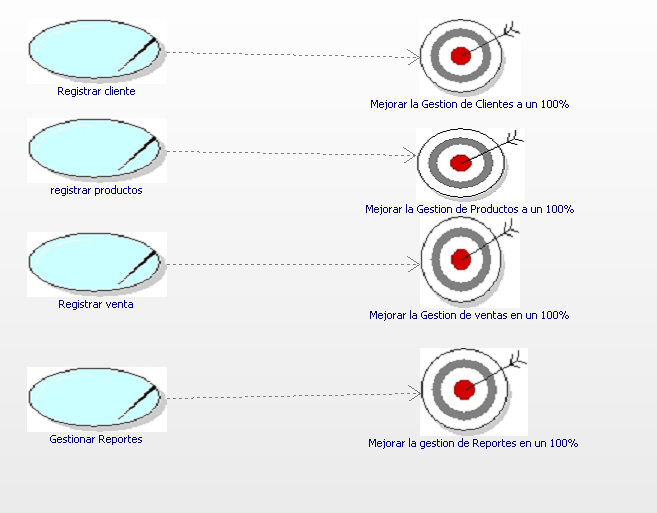 Registrar cliente
Mejorar la Gestion de Clientes a un 100%
registrar productos
Mejorar la Gestion de Productos a un 100%
Registrar venta
Mejorar la Gestion de ventas en un 100%
Gestionar Reportes
Mejorar la gestion de Reportes en un 100%